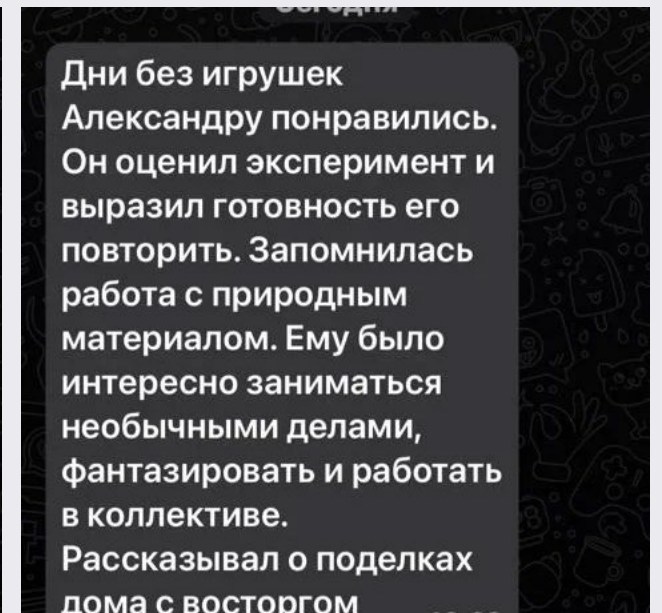 Сегодня
Дни без игрушек
Александру понравились.
Он оценил эксперимент и
выразил готовность его
повторить. Запомнилась
работа с природным
материалом. Ему было
интересно заниматься
необычными делами,
фантазировать и работать
в коллективе.
Рассказывал о поделках
дома с восторгом